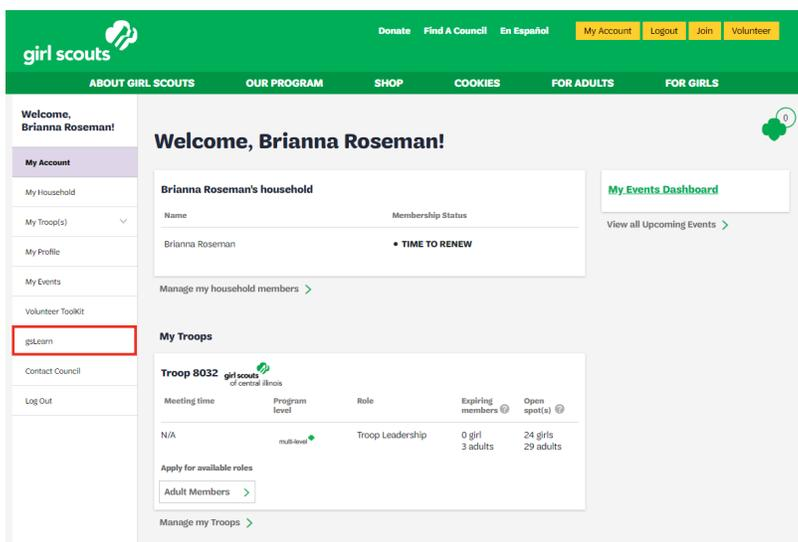 girl scouts
Donate Find A Council En Español My Account Logout Join Volunteer
ABOUT GIRL SCOUTS OUR PROGRAM SHOP COOKIES FOR ADULTS FOR GIRLS
Welcome,
Brianna Roseman!
My Account
My Household
My Troop(s)
My Profile
My Events
Volunteer ToolKit
gsLearn
Contact Council
Log Out
Welcome, Brianna Roseman!
0
Brianna Roseman's household
Name Membership Status
Brianna Roseman • TIME TO RENEW
Manage my household members >
My Events Dashboard
View all Upcoming Events >
My Troops
Troop 8032 girl scouts
of central illinois
Meeting time Program Role Expiring Open
level members ? spot(s) ?
N/A multi-level Troop Leadership 0 girl 24 girls
3 adults 29 adults
Apply for available roles
Adult Members >
Manage my Troops >